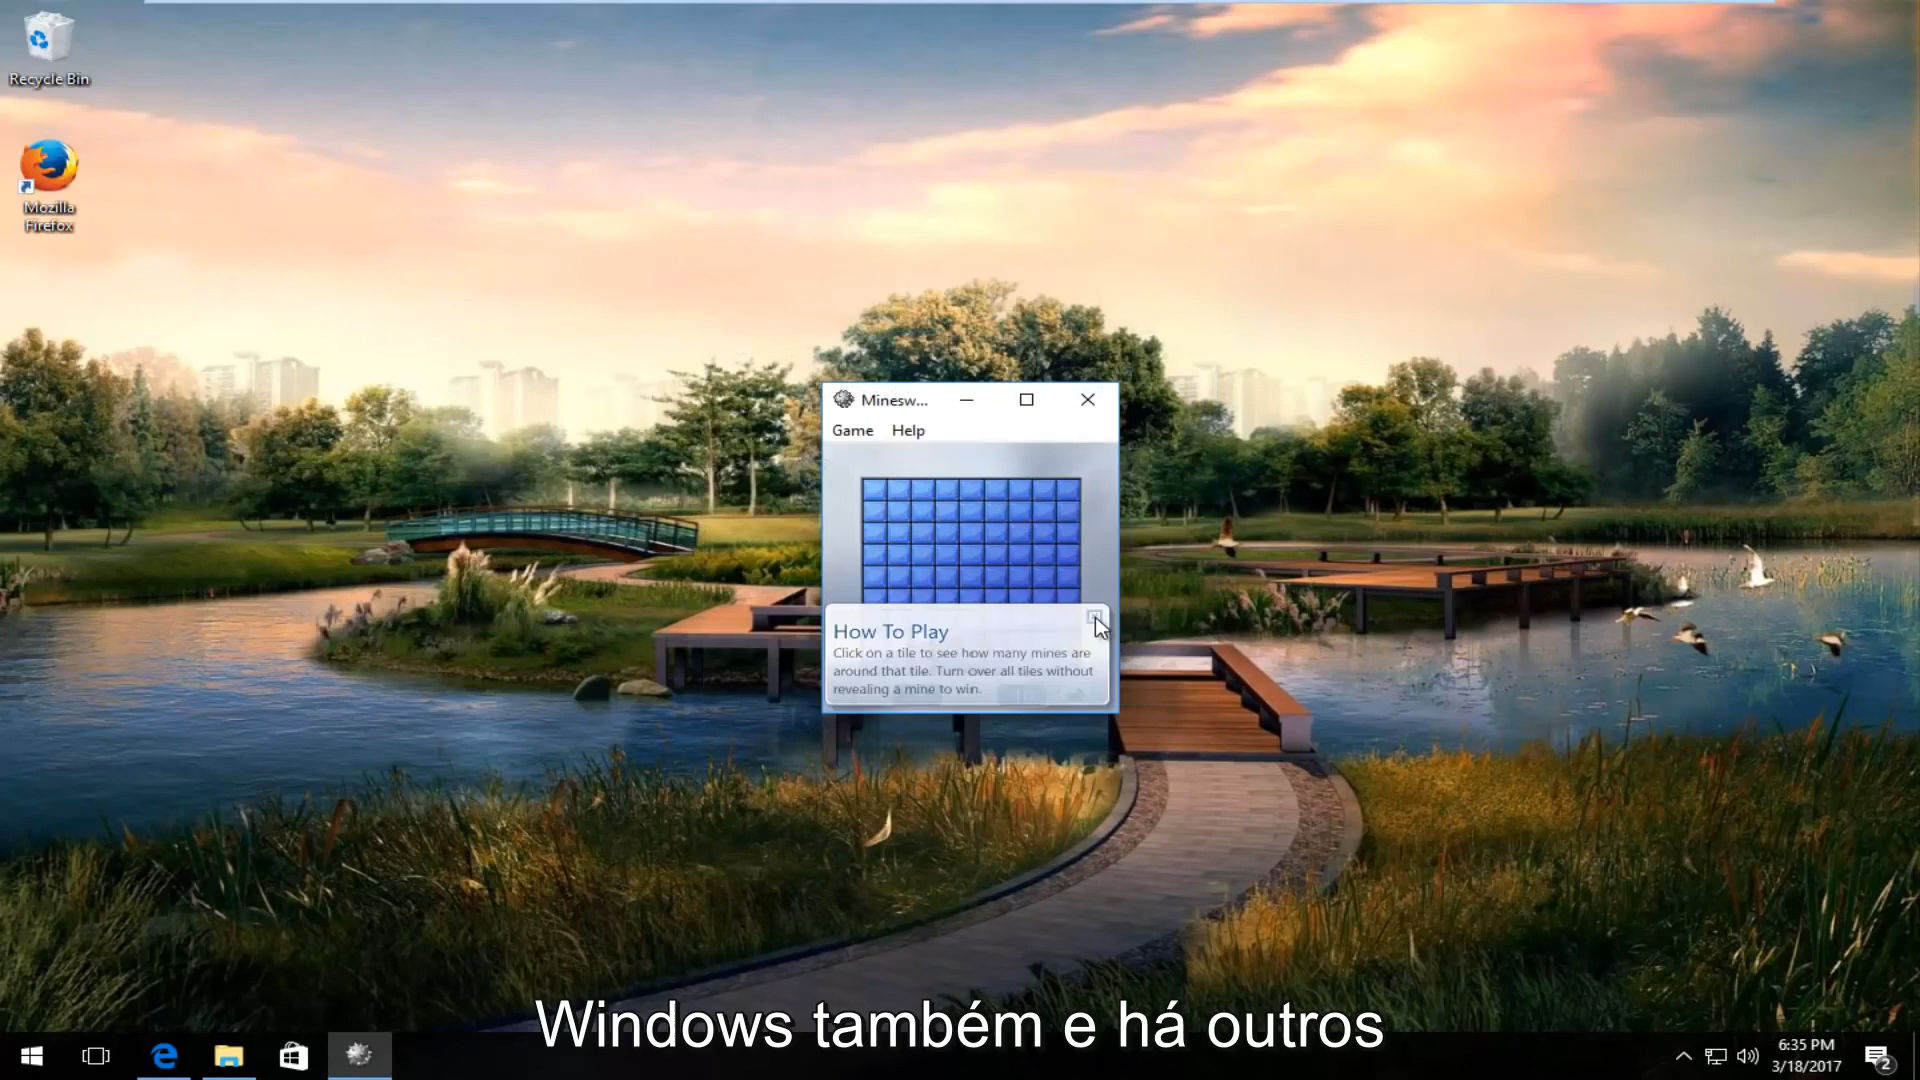 Recycle Bin
Mozilla
Firefox
Minesw...
Game Help
How To Play
Click on a tile to see how many mines are
around that tile. Turn over all tiles without
revealing a mine to win.
Windows também e há outros
6:35 PM
3/18/2017
2